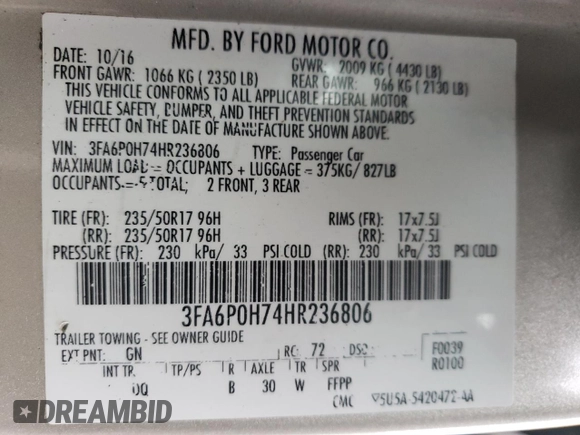 MFD. BY FORD MOTOR CO.
DATE: 10/16 GVWR: 2009 KG ( 4430 LB)
FRONT GAWR: 1066 KG ( 2350 LB) REAR GAWR: 966 KG ( 2130 LB)
THIS VEHICLE CONFORMS TO ALL APPLICABLE FEDERAL MOTOR
VEHICLE SAFETY, BUMPER, AND THEFT PREVENTION STANDARDS
IN EFFECT ON THE DATE OF MANUFACTURE SHOWN ABOVE.
VIN: 3FA6P0H74HR236806 TYPE: Passenger Car
MAXIMUM LOAD = OCCUPANTS + LUGGAGE = 375KG/ 827LB
OCCUPANTS = 5 TOTAL; 2 FRONT, 3 REAR
TIRE (FR): 235/50R17 96H RIMS (FR): 17x7.5J
(RR): 235/50R17 96H (RR): 17x7.5J
PRESSURE (FR): 230 kPa/ 33 PSI COLD (RR): 230 kPa/ 33 PSI COLD
3FA6P0H74HR236806
TRAILER TOWING - SEE OWNER GUIDE
EXT PNT: GN RC: 72 DSO: F0039
R0100
INT TR. TP/PS R AXLE TR SPR
DQ B 30 W FFPP
CMC 5U5A-5420472-AA
DREAMBID